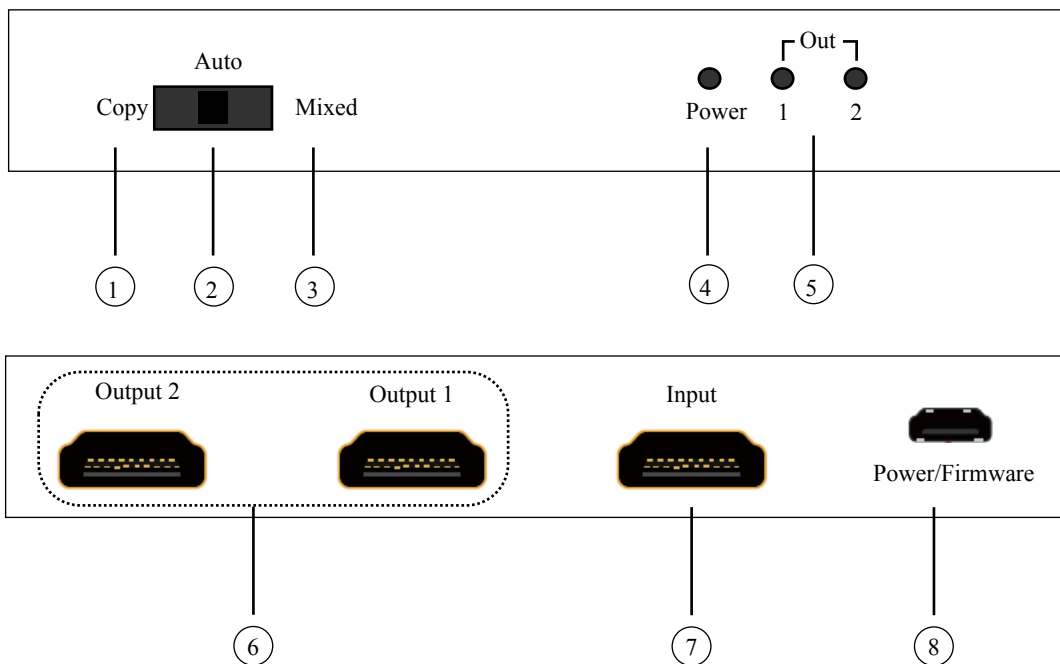 Out
Auto
Copy Mixed
Power 1 2
1 2 3 4 5
Output 2 Output 1 Input
Power/Firmware
6 7 8